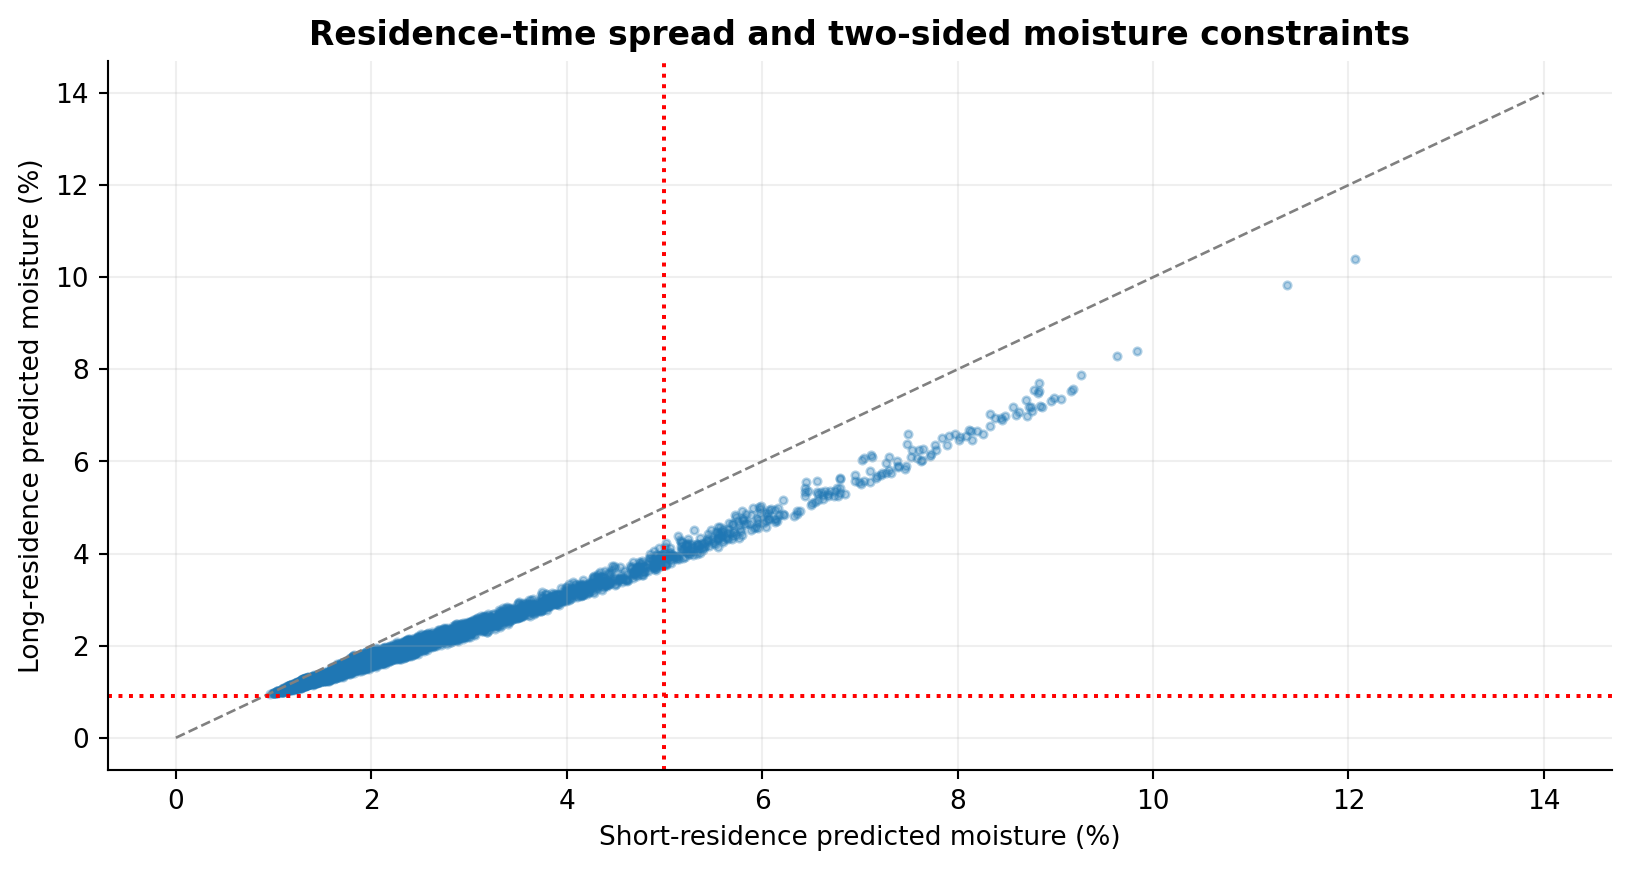 Residence-time spread and two-sided moisture constraints
Long-residence predicted moisture (%)
14
12
10
8
6
4
2
0
0 2 4 6 8 10 12 14
Short-residence predicted moisture (%)